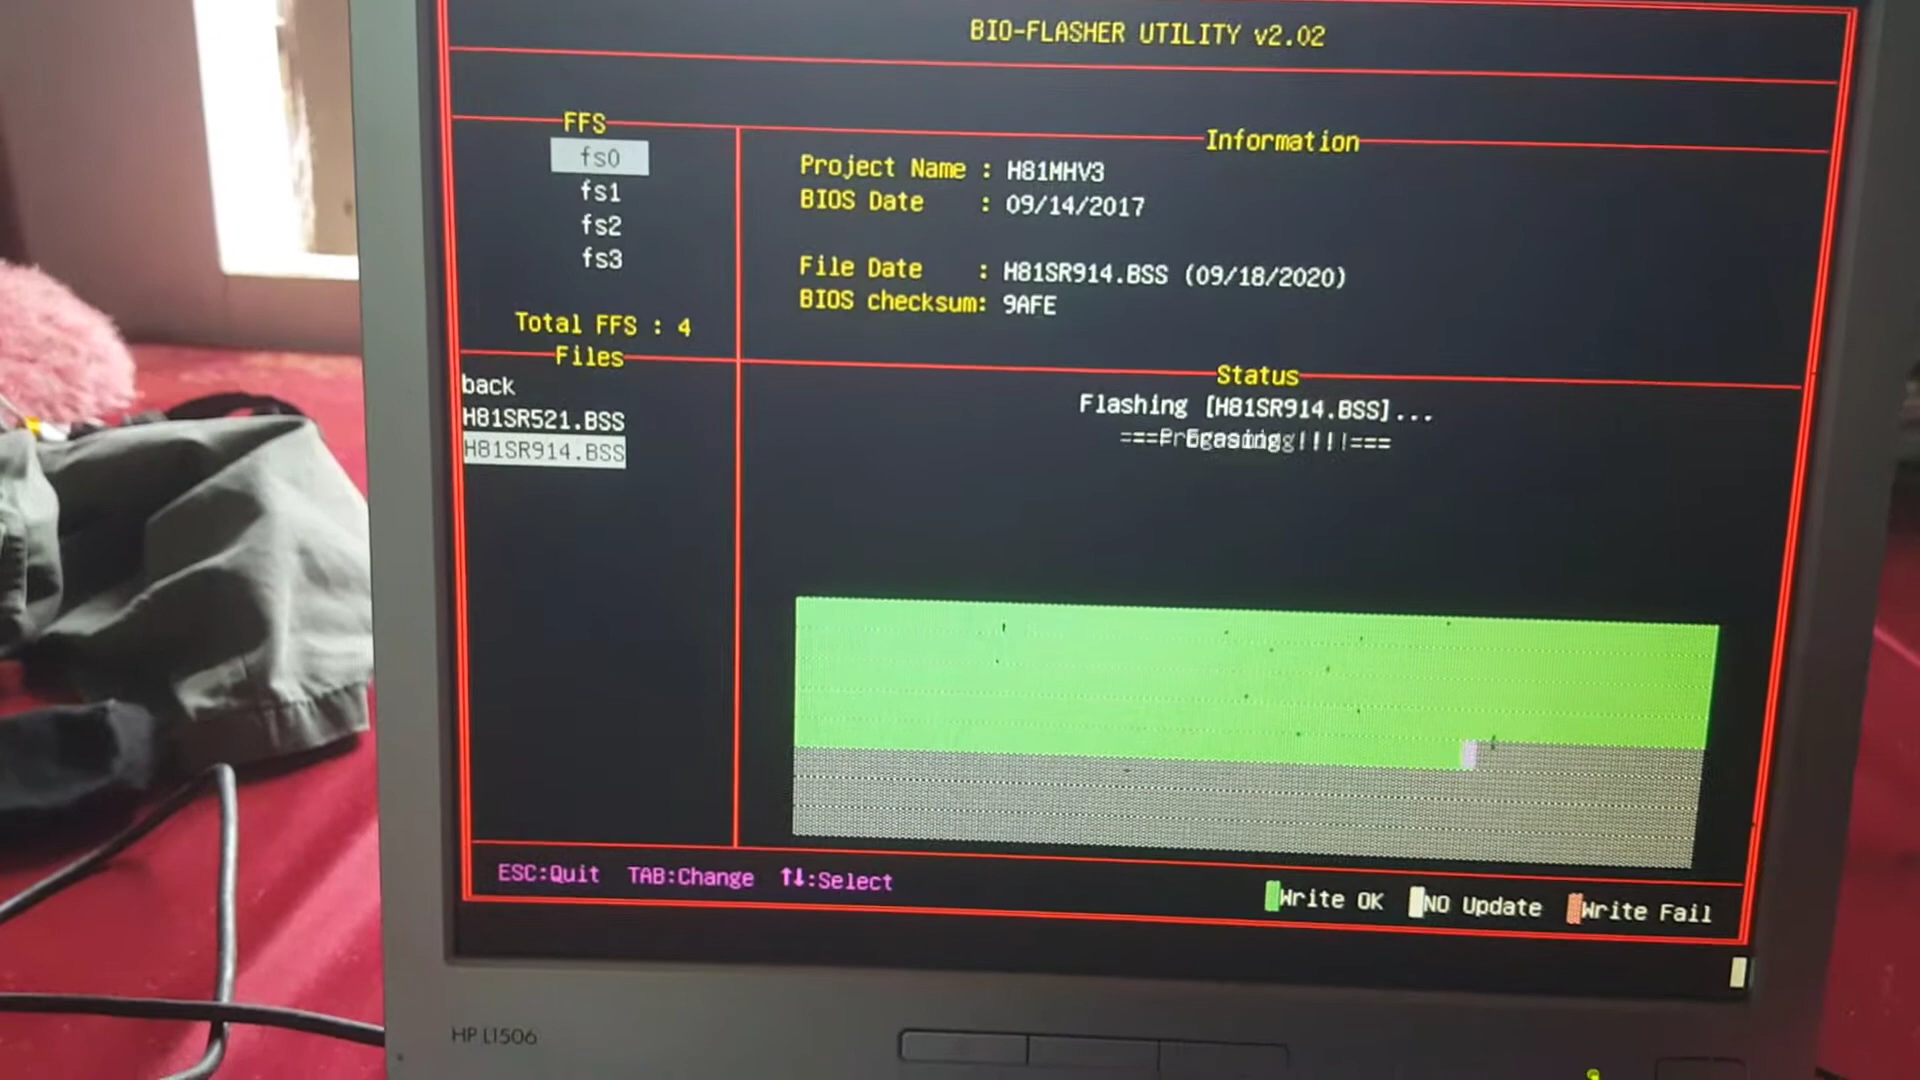 BIO-FLASHER UTILITY v2.02
FFS
fs0
fs1
fs2
fs3
Total FFS : 4
Files
back
H81SR521.BSS
H81SR914.BSS
Information
Project Name : H81MHV3
BIOS Date : 09/14/2017
File Date : H81SR914.BSS (09/18/2020)
BIOS checksum: 9AFE
Status
Flashing [H81SR914.BSS]...
ESC:Quit TAB:Change ↑↓:Select
Write OK NO Update Write Fail
HP L1506